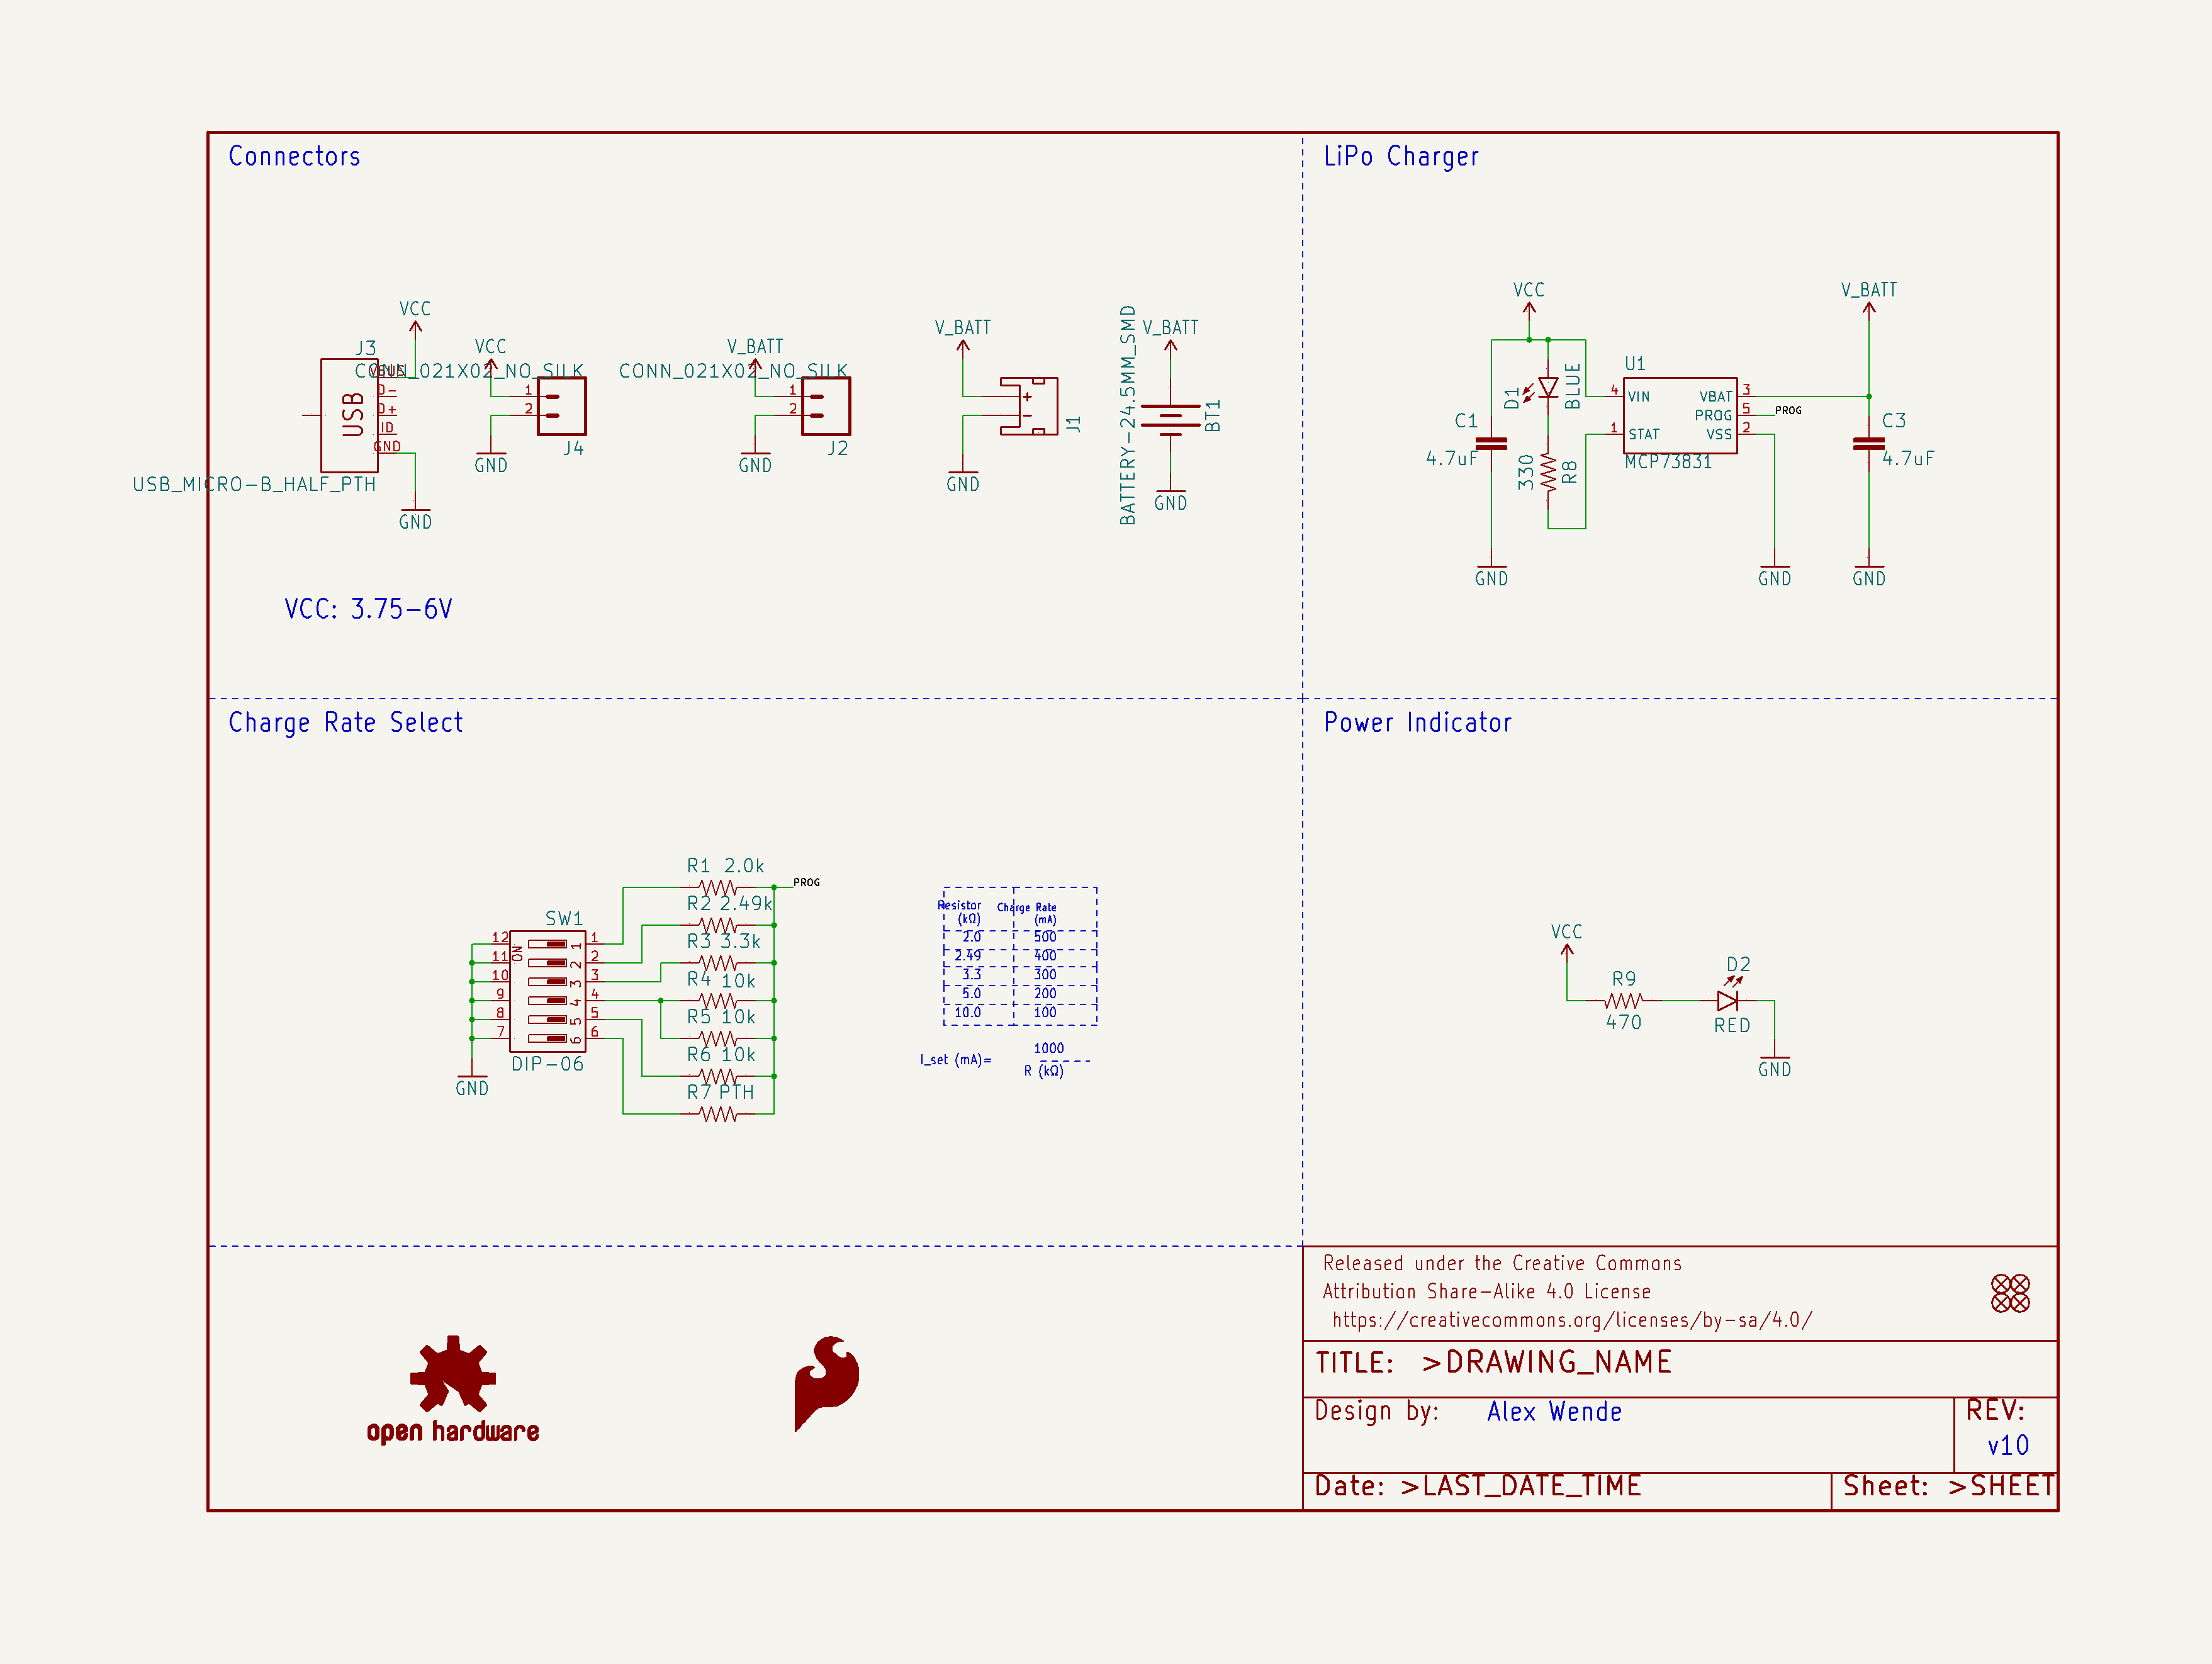 Connectors
VCC
J3
VBUS
D-
D+
ID
GND
USB
USB_MICRO-B_HALF_PTH
GND
VCC
CONN_021X02_NO_SILK
1
2
J4
GND
V_BATT
CONN_021X02_NO_SILK
1
2
J2
GND
V_BATT
+
-
J1
GND
BATTERY-24.5MM_SMD
V_BATT
BT1
GND
VCC: 3.75-6V
LiPo Charger
VCC
C1
4.7uF
GND
D1
BLUE
330
R8
U1
4 VIN
1 STAT
VBAT 3
PROG 5
VSS 2
MCP73831
PROG
GND
V_BATT
C3
4.7uF
GND
Charge Rate Select
SW1
ON
12
11
10
9
8
7
1
2
3
4
5
6
1
2
3
4
5
6
DIP-06
GND
R1 2.0k
R2 2.49k
R3 3.3k
R4 10k
R5 10k
R6 10k
R7 PTH
PROG
Resistor Charge Rate
(kΩ) (mA)
2.0 500
2.49 400
3.3 300
5.0 200
10.0 100
1000
I_set (mA)= ------
R (kΩ)
Power Indicator
VCC
R9
470
D2
RED
GND
open hardware
Released under the Creative Commons
Attribution Share-Alike 4.0 License
https://creativecommons.org/licenses/by-sa/4.0/
TITLE: >DRAWING_NAME
Design by: Alex Wende
REV:
v10
Date: >LAST_DATE_TIME
Sheet: >SHEET